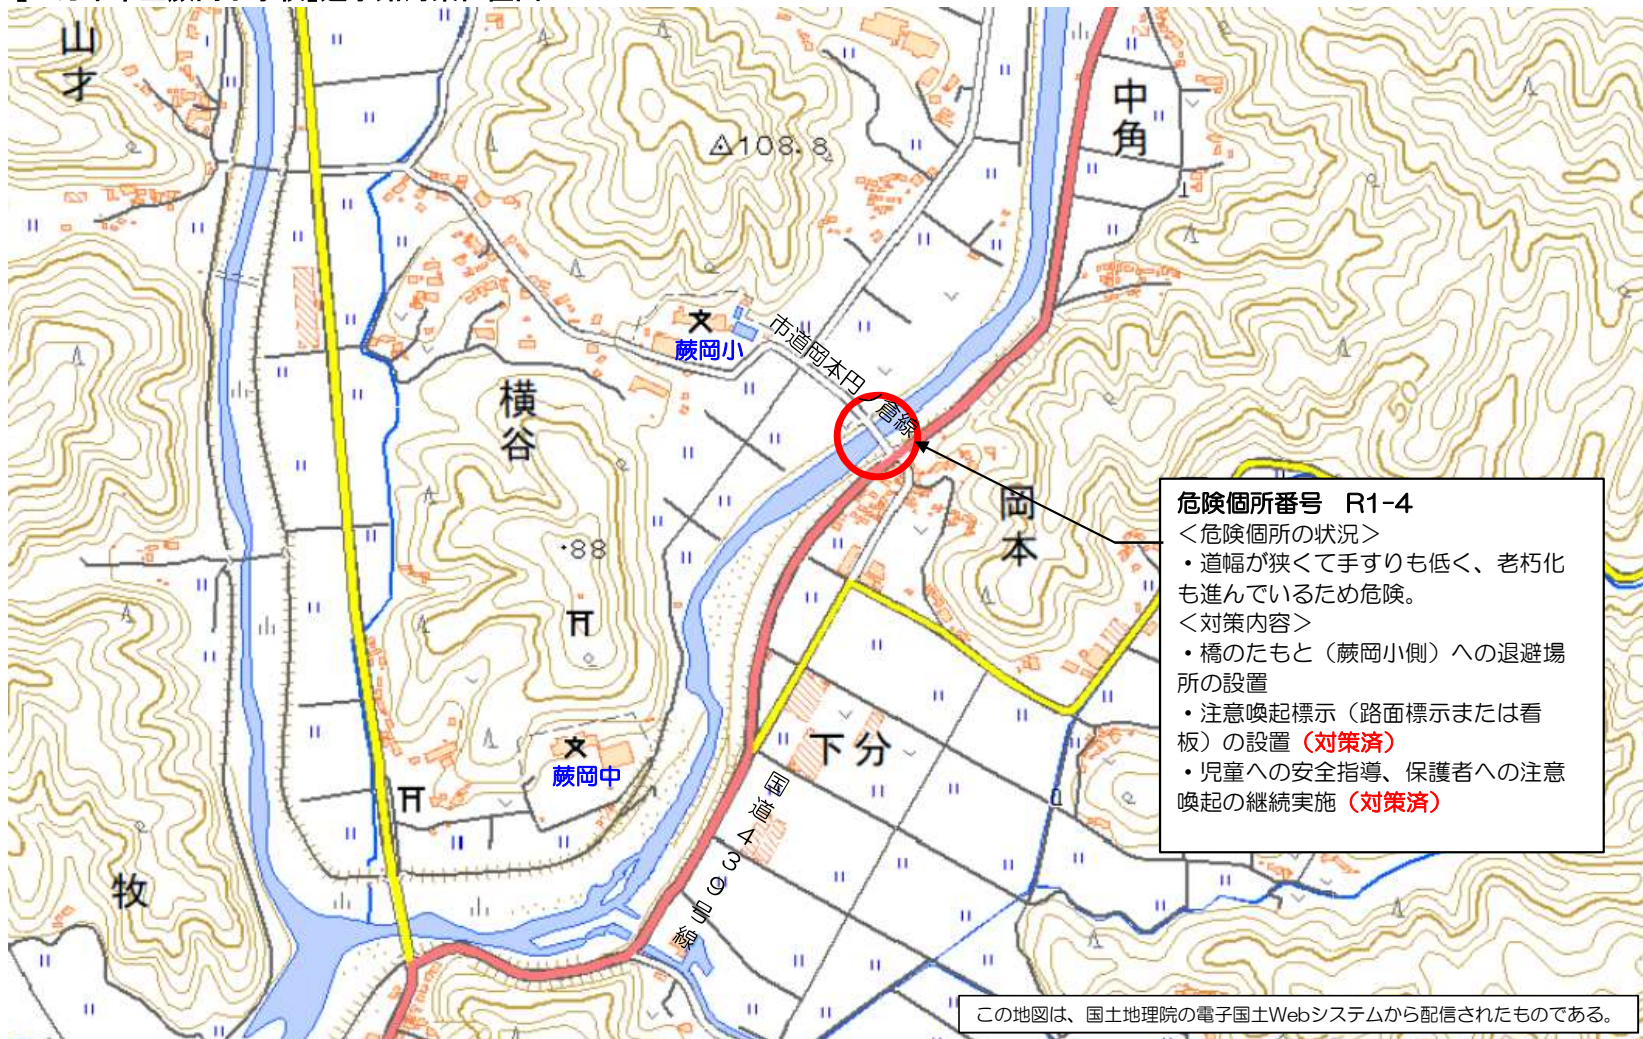 山才
中角
108.8
蕨岡小
市道岡本円ノ倉線
横谷
岡本
50
・88
蕨岡中
下分
国道439号線
牧
危険個所番号　R1-4
＜危険個所の状況＞
・道幅が狭くて手すりも低く、老朽化
も進んでいるため危険。
＜対策内容＞
・橋のたもと（蕨岡小側）への退避場
所の設置
・注意喚起標示（路面標示または看
板）の設置（対策済）
・児童への安全指導、保護者への注意
喚起の継続実施（対策済）
この地図は、国土地理院の電子国土Webシステムから配信されたものである。